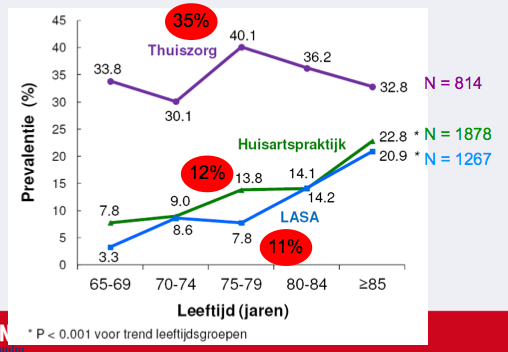 35%
45
40
35
30
25
20
15
10
5
0
Prevalentie (%)
Thuiszorg
33.8
30.1
40.1
36.2
32.8
N = 814
Huisartspraktijk
7.8
9.0
13.8
14.1
22.8 * N = 1878
12%
LASA
3.3
8.6
7.8
14.2
20.9 * N = 1267
11%
65-69 70-74 75-79 80-84 ≥85
Leeftijd (jaren)
* P < 0.001 voor trend leeftijdsgroepen